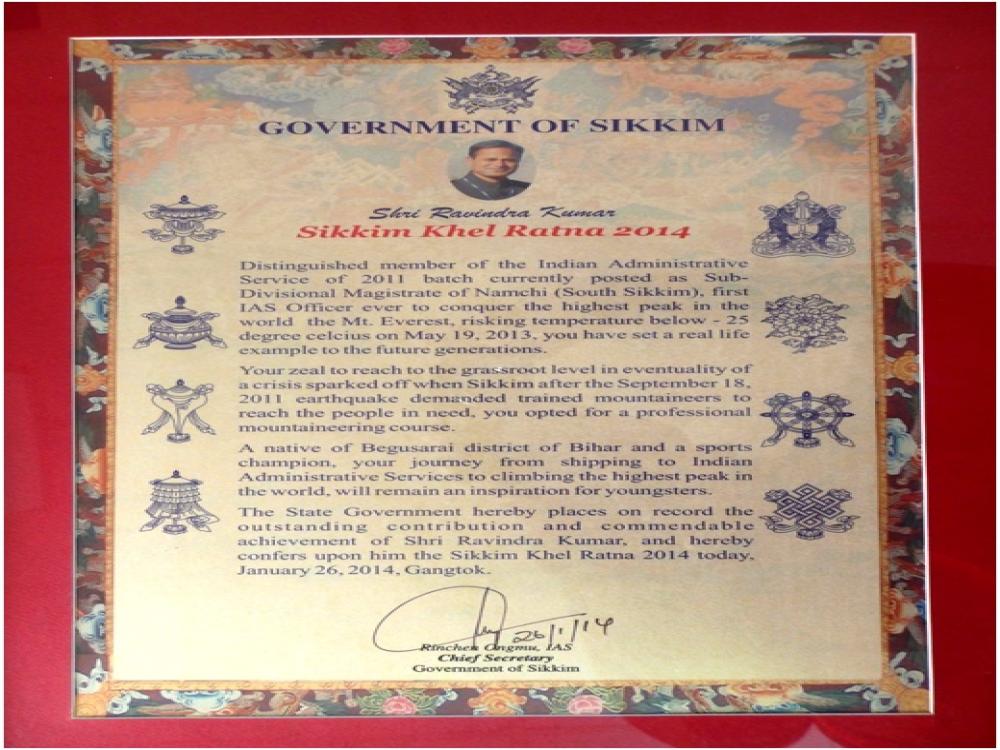 GOVERNMENT OF SIKKIM
Shri Ravindra Kumar
Sikkim Khel Ratna 2014
Distinguished member of the Indian Administrative
Service of 2011 batch currently posted as Sub-
Divisional Magistrate of Namchi (South Sikkim), first
IAS Officer ever to conquer the highest peak in the
world the Mt. Everest, risking temperature below - 25
degree celcius on May 19, 2013, you have set a real life
example to the future generations.
Your zeal to reach to the grassroot level in eventuality of
a crisis sparked off when Sikkim after the September 18,
2011 earthquake demanded trained mountaineers to
reach the people in need, you opted for a professional
mountaineering course.
A native of Begusarai district of Bihar and a sports
champion, your journey from shipping to Indian
Administrative Services to climbing the highest peak in
the world, will remain an inspiration for youngsters.
The State Government hereby places on record the
outstanding contribution and commendable
achievement of Shri Ravindra Kumar, and hereby
confers upon him the Sikkim Khel Ratna 2014 today,
January 26, 2014, Gangtok.
26/1/14
Rinchen Ongmu, IAS
Chief Secretary
Government of Sikkim